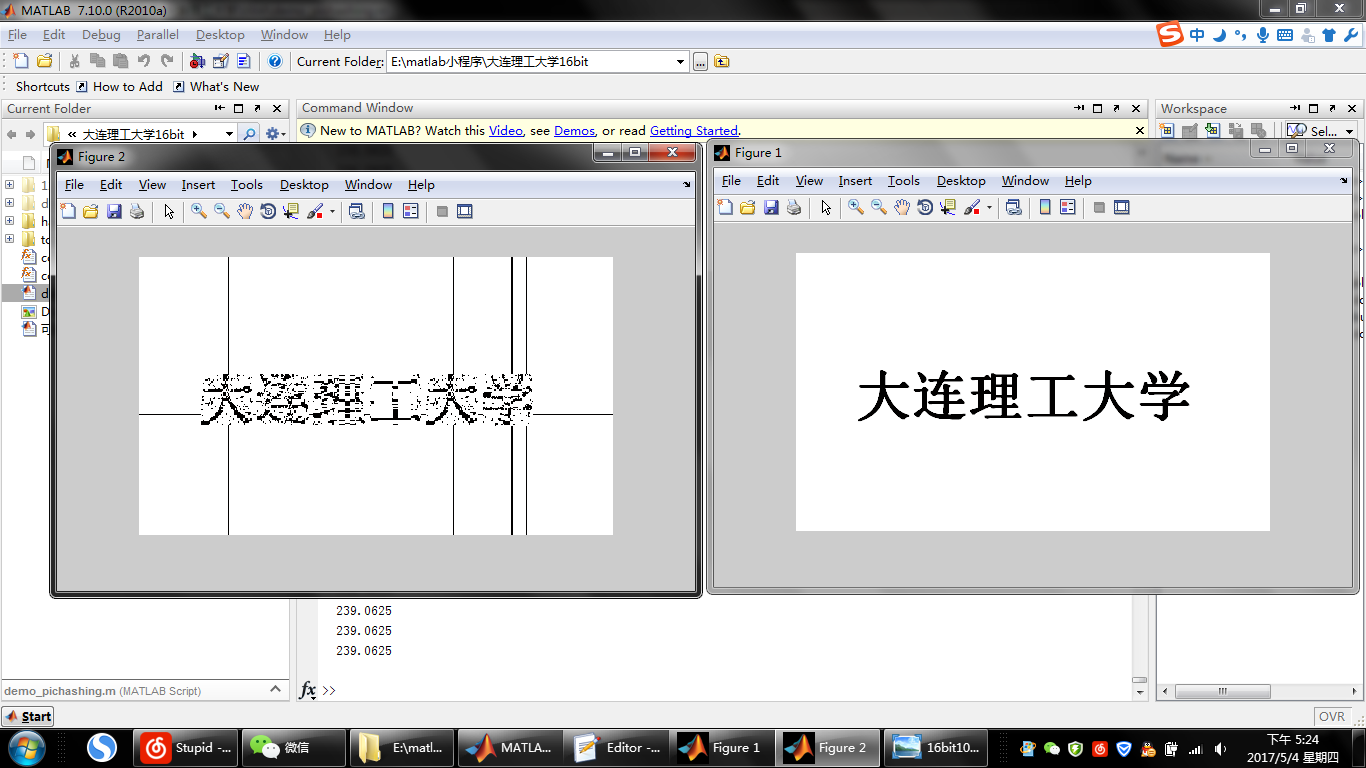 MATLAB 7.10.0 (R2010a)
File Edit Debug Parallel Desktop Window Help
中
Current Folder: E:\matlab小程序\大连理工大学16bit
Shortcuts How to Add What's New
Current Folder
« 大连理工大学16bit
Command Window
New to MATLAB? Watch this Video, see Demos, or read Getting Started.
Workspace
Sel...
Figure 2
File Edit View Insert Tools Desktop Window Help
大连理工大学
Figure 1
File Edit View Insert Tools Desktop Window Help
大连理工大学
239.0625
239.0625
239.0625
fx >>
demo_pichashing.m (MATLAB Script)
Start
OVR
Stupid -...
微信
E:\matl...
MATLA...
Editor -...
Figure 1
Figure 2
16bit10...
下午 5:24
2017/5/4 星期四